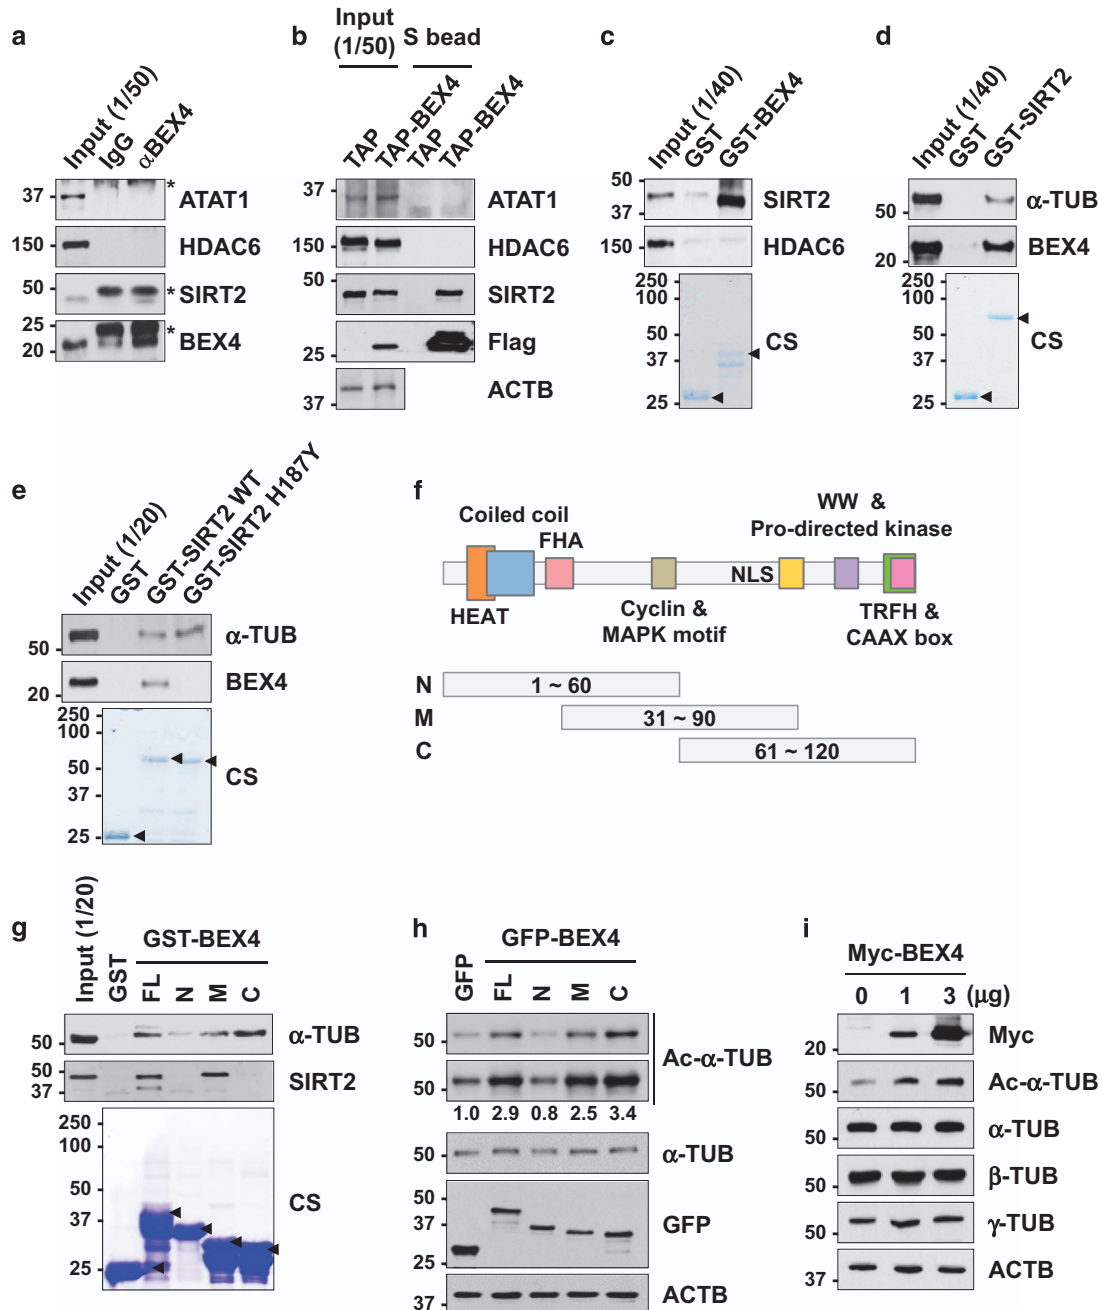 a
Input (1/50)
IgG
αBEX4
37
*
ATAT1
150
HDAC6
50
*
SIRT2
25
20
*
BEX4
b
Input
(1/50)
S bead
TAP
TAP-BEX4
TAP
TAP-BEX4
37
ATAT1
150
HDAC6
50
SIRT2
25
Flag
37
ACTB
c
Input (1/40)
GST
GST-BEX4
50
37
SIRT2
150
HDAC6
250
100
50
37
25
CS
d
Input (1/40)
GST
GST-SIRT2
50
α-TUB
20
BEX4
250
100
50
37
25
CS
e
Input (1/20)
GST
GST-SIRT2 WT
GST-SIRT2 H187Y
50
α-TUB
20
BEX4
250
100
50
37
25
CS
f
Coiled coil
FHA
WW &
Pro-directed kinase
NLS
HEAT
Cyclin &
MAPK motif
TRFH &
CAAX box
N
1 ~ 60
M
31 ~ 90
C
61 ~ 120
g
Input (1/20)
GST
GST-BEX4
FL
N
M
C
50
α-TUB
50
37
SIRT2
250
100
50
37
25
CS
h
GFP
GFP-BEX4
FL
N
M
C
50
50
Ac-α-TUB
1.0 2.9 0.8 2.5 3.4
50
α-TUB
50
37
25
GFP
37
ACTB
i
Myc-BEX4
0 1 3 (μg)
20
Myc
50
Ac-α-TUB
50
α-TUB
50
β-TUB
50
γ-TUB
37
ACTB